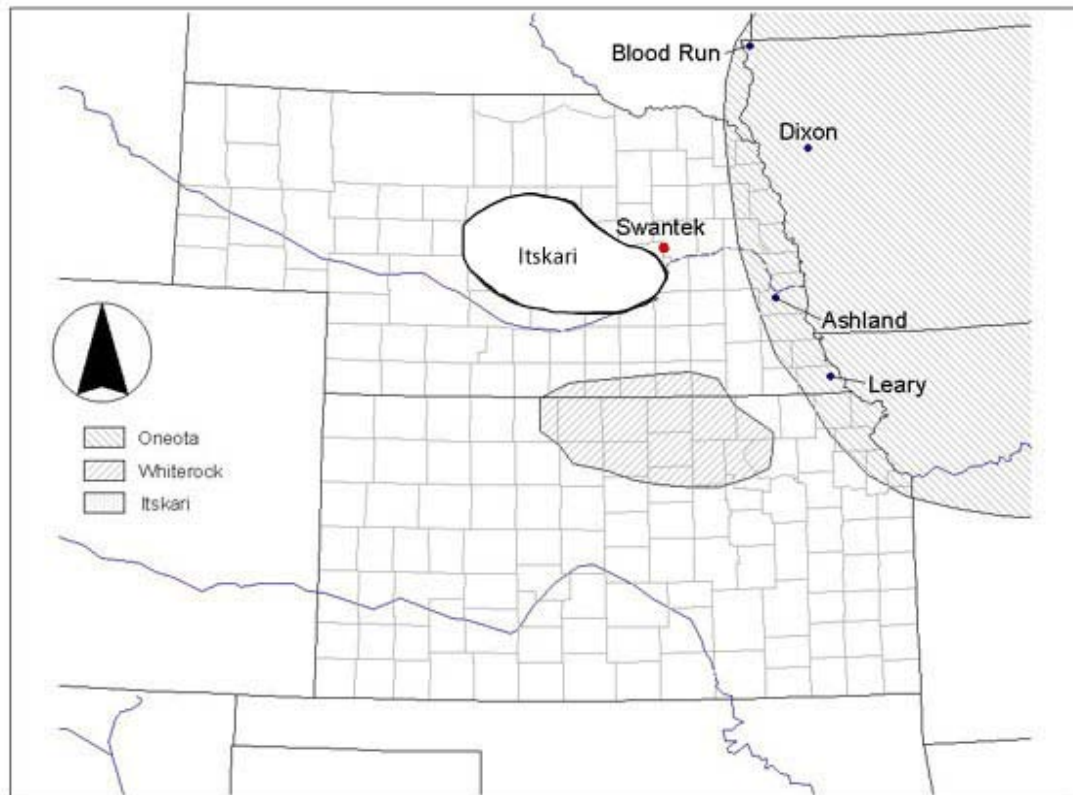 Blood Run
Dixon
Swantek
Itskari
Ashland
Leary
Oneota
Whiterock
Itskari